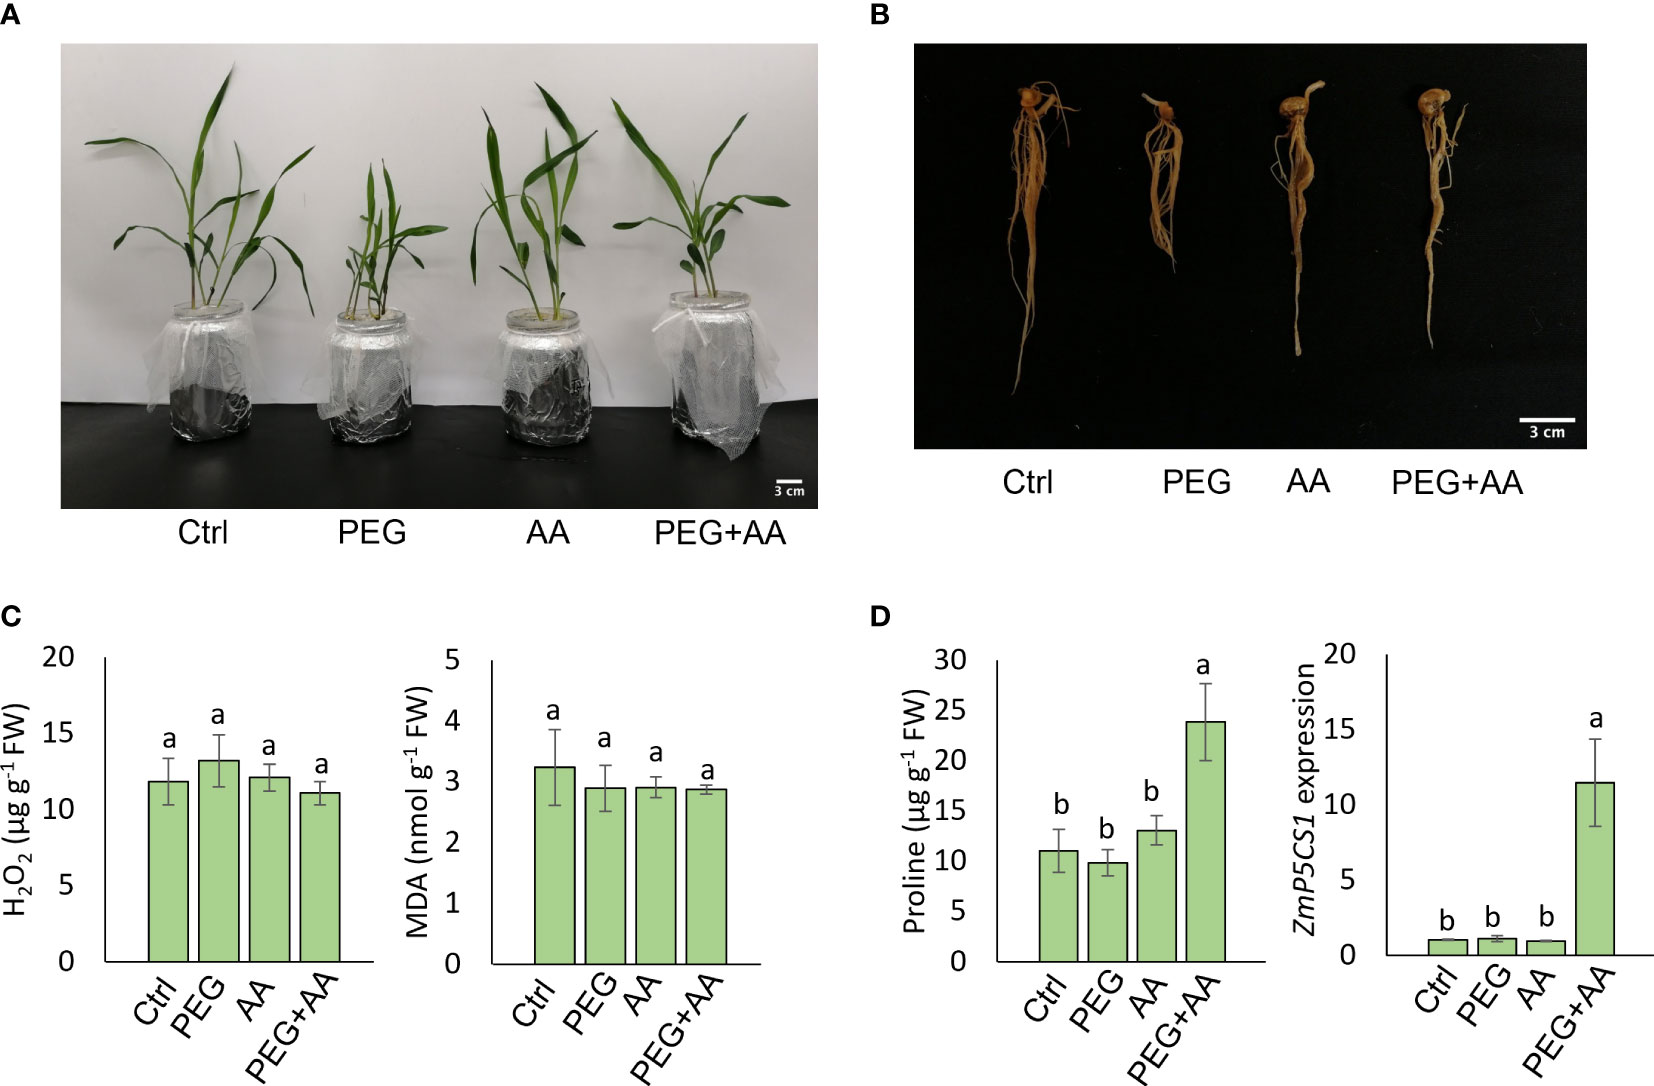 A
3 cm
Ctrl PEG AA PEG+AA
B
3 cm
Ctrl PEG AA PEG+AA
C
H₂O₂ (µg g⁻¹ FW)
20
15
10
5
0
a a a a
Ctrl PEG AA PEG+AA
MDA (nmol g⁻¹ FW)
5
4
3
2
1
0
a a a a
Ctrl PEG AA PEG+AA
D
Proline (µg g⁻¹ FW)
30
25
20
15
10
5
0
b b b a
Ctrl PEG AA PEG+AA
ZmP5CS1 expression
20
15
10
5
0
b b b a
Ctrl PEG AA PEG+AA